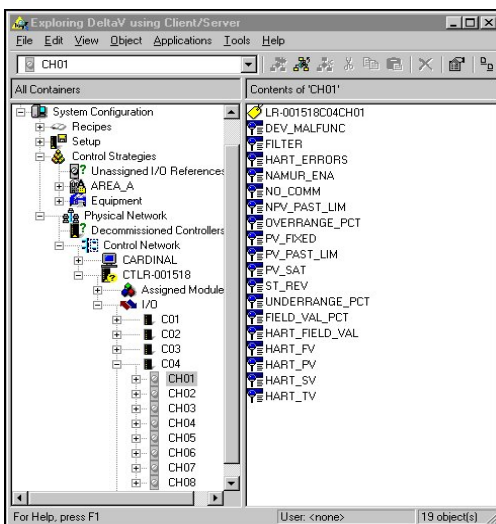 Exploring DeltaV using Client/Server
File Edit View Object Applications Tools Help
CH01
All Containers
Contents of 'CH01'
System Configuration
Recipes
Setup
Control Strategies
Unassigned I/O References
AREA_A
Equipment
Physical Network
Decommissioned Controllers
Control Network
CARDINAL
CTLR-001518
Assigned Module
I/O
C01
C02
C03
C04
CH01
CH02
CH03
CH04
CH05
CH06
CH07
CH08
LR-001518C04CH01
DEV_MALFUNC
FILTER
HART_ERRORS
NAMUR_ENA
NO_COMM
NPV_PAST_LIM
OVERRANGE_PCT
PV_FIXED
PV_PAST_LIM
PV_SAT
ST_REV
UNDERRANGE_PCT
FIELD_VAL_PCT
HART_FIELD_VAL
HART_FV
HART_PV
HART_SV
HART_TV
For Help, press F1
User: <none>
19 object(s)